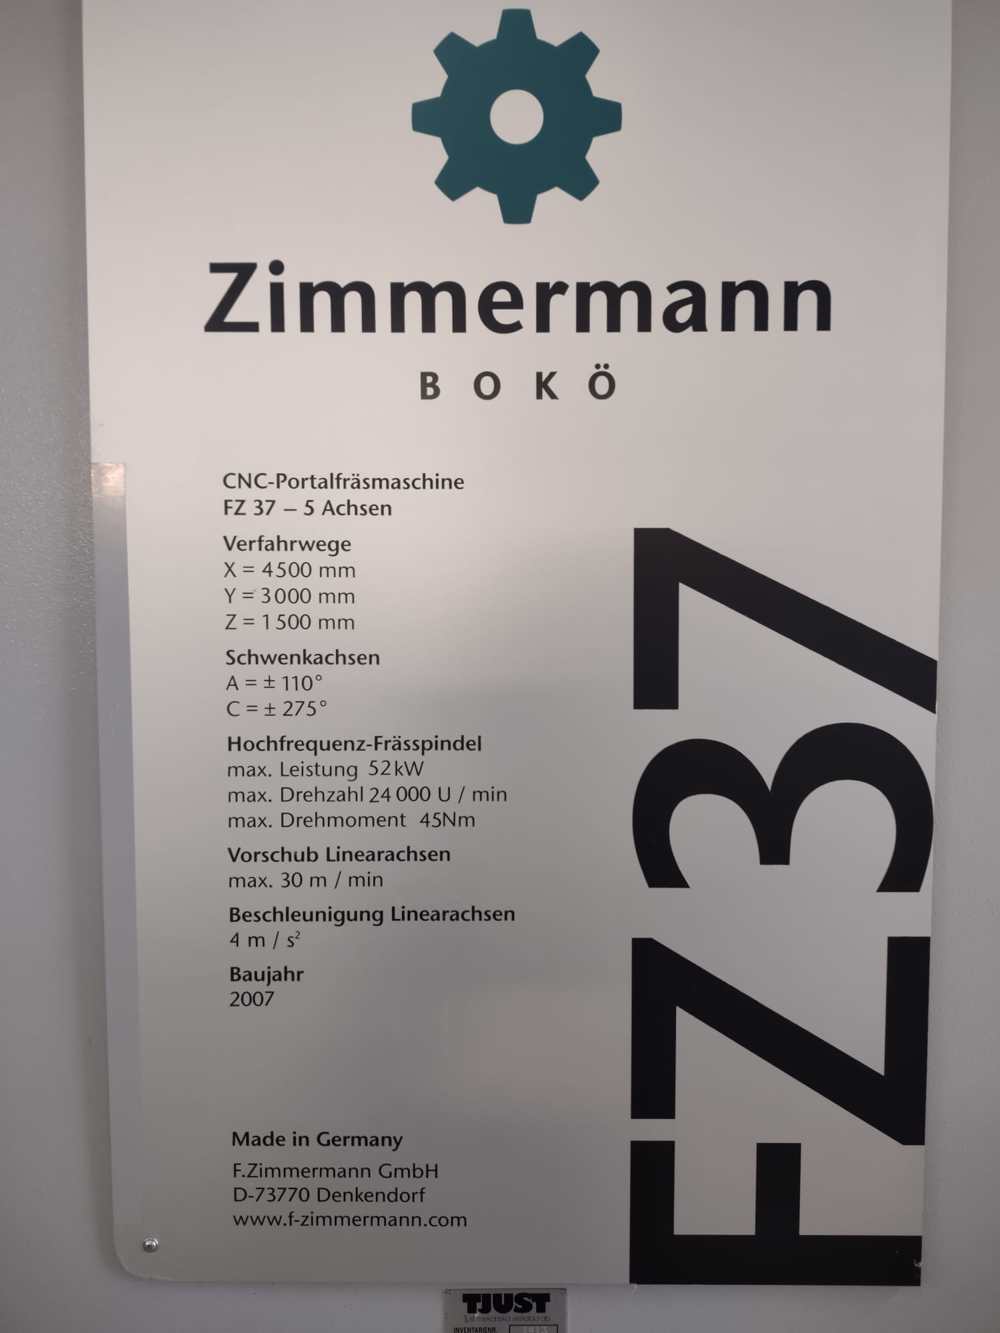 Zimmermann
BOKÖ
CNC-Portalfräsmaschine
FZ 37 – 5 Achsen
Verfahrwege
X = 4500 mm
Y = 3000 mm
Z = 1500 mm
Schwenkachsen
A = ± 110°
C = ± 275°
Hochfrequenz-Frässpindel
max. Leistung 52kW
max. Drehzahl 24 000 U / min
max. Drehmoment 45Nm
Vorschub Linearachsen
max. 30 m / min
Beschleunigung Linearachsen
4 m / s²
Baujahr
2007
Made in Germany
F.Zimmermann GmbH
D-73770 Denkendorf
www.f-zimmermann.com
FZ37
TJUST
INVENTARIENR.